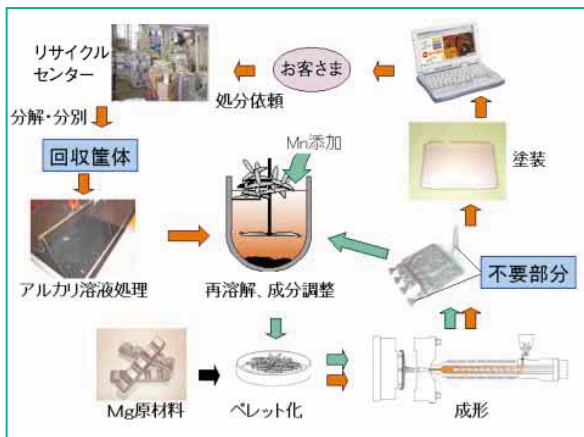 リサイクル
センター
お客さま
処分依頼
分解・分別
回収筐体
Mn添加
塗装
アルカリ溶液処理
再溶解、成分調整
不要部分
Mg原材料
ペレット化
成形